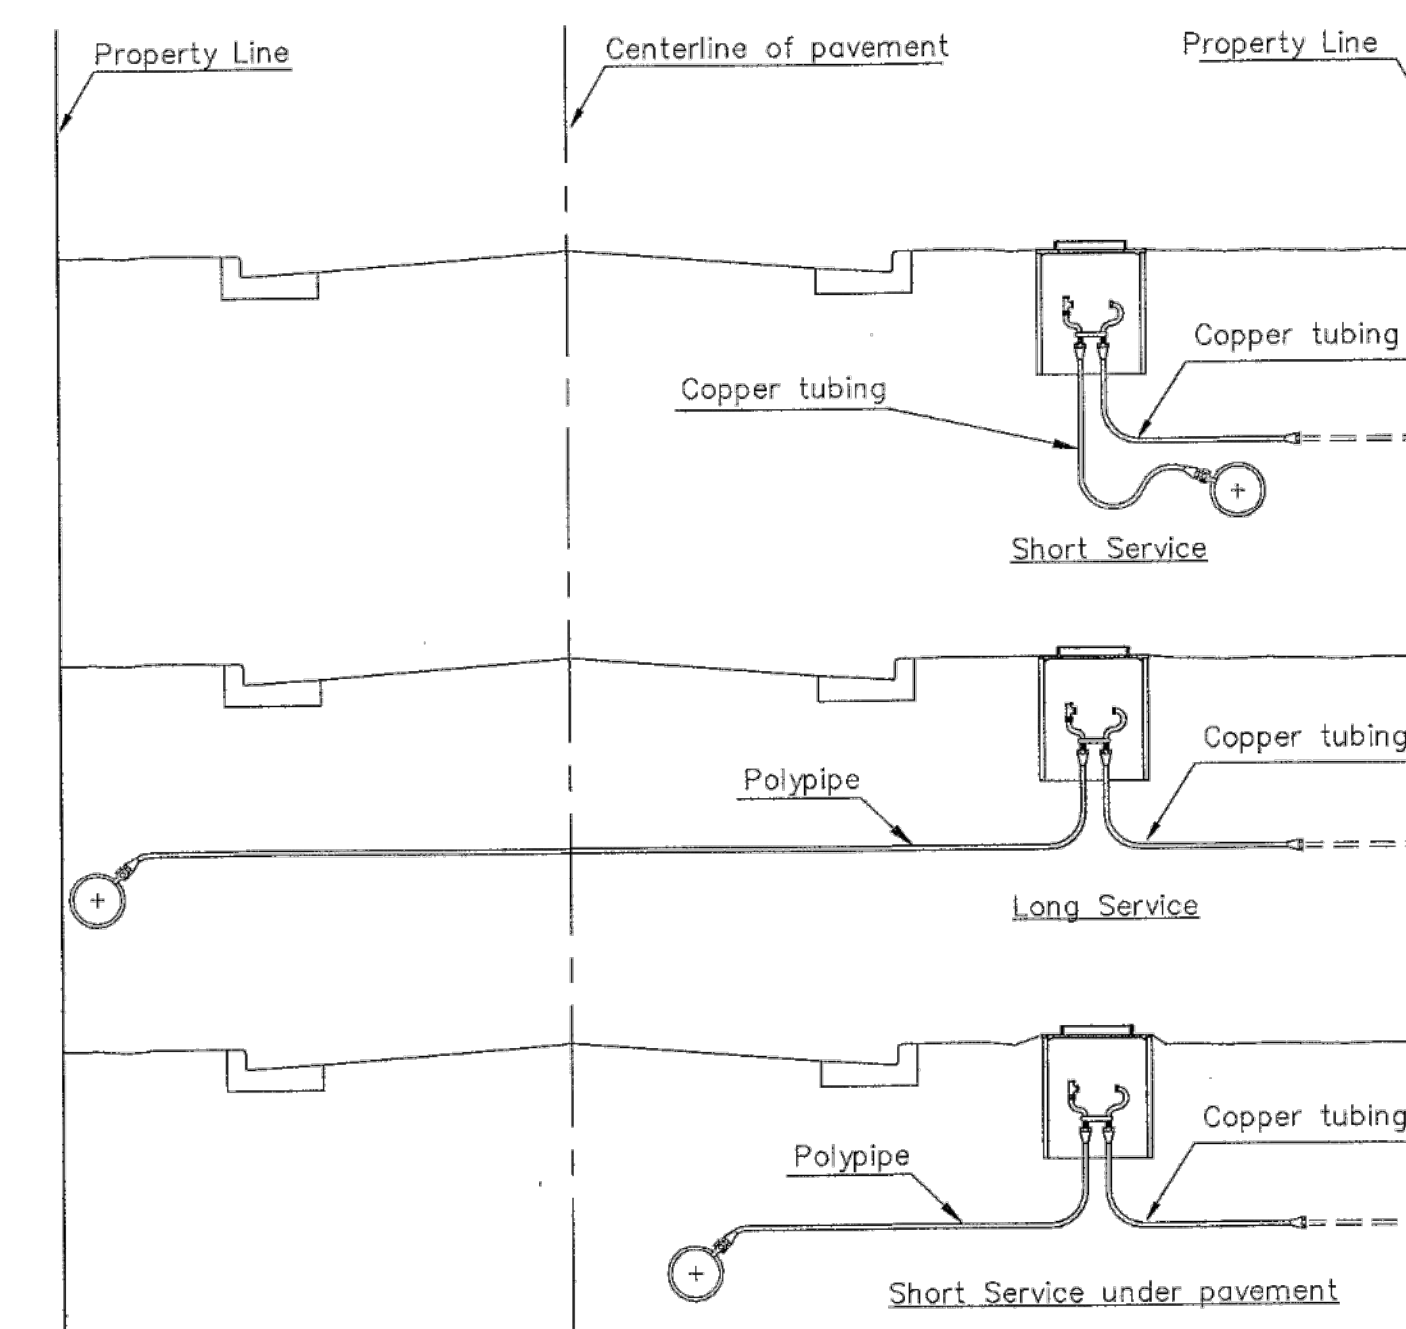 Property Line
Centerline of pavement
Property Line
Copper tubing
Copper tubing
Short Service
Copper tubing
Polypipe
Long Service
Copper tubing
Polypipe
Short Service under pavement